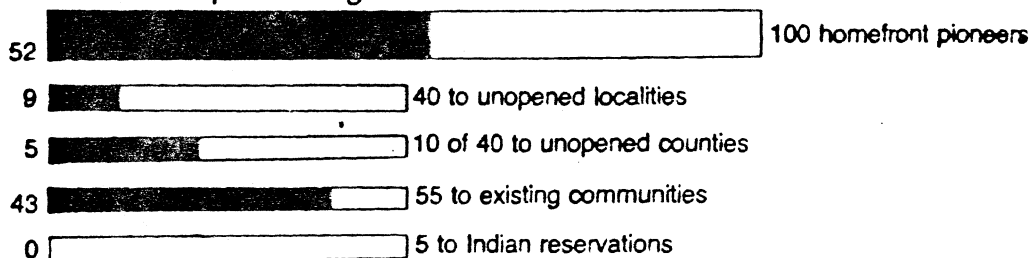 52 100 homefront pioneers
9 40 to unopened localities
5 10 of 40 to unopened counties
43 55 to existing communities
0 5 to Indian reservations